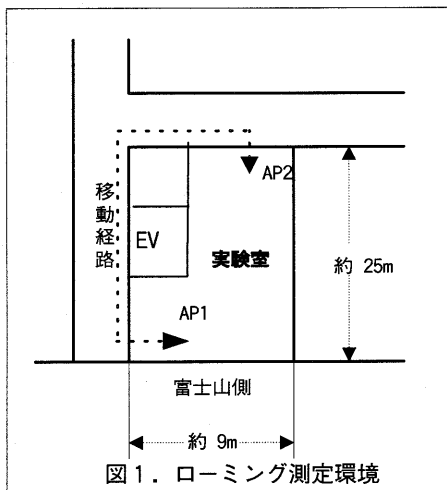 AP2
移動経路
EV
実験室
約 25m
AP1
富士山側
約 9m
図1．ローミング測定環境